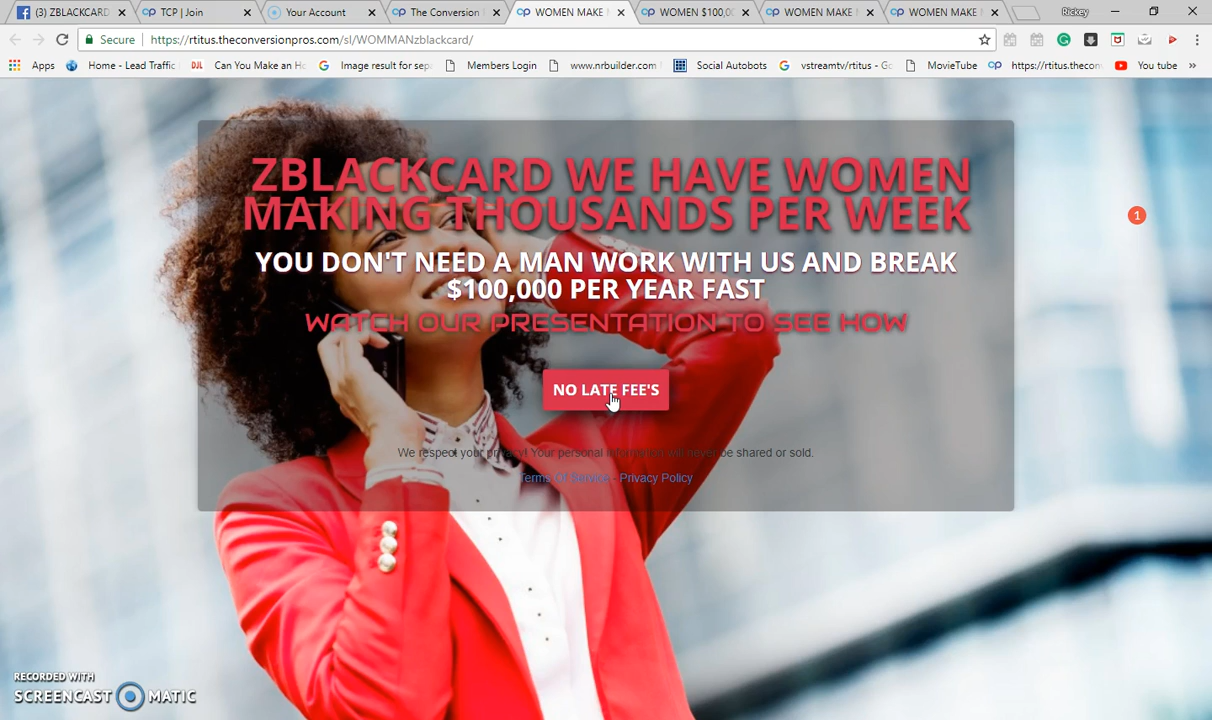 (3) ZBLACKCARD
TCP | Join
Your Account
The Conversion
WOMEN MAKE
WOMEN $100,0
WOMEN MAKE
WOMEN MAKE
Rickey
Secure
https://rtitus.theconversionpros.com/sl/WOMMANzblackcard/
Apps
Home - Lead Traffic
Can You Make an Ho
Image result for sep
Members Login
www.nrbuilder.com
Social Autobots
vstreamtv/rtitus - Go
MovieTube
https://rtitus.thecon
You tube
»
ZBLACKCARD WE HAVE WOMEN
MAKING THOUSANDS PER WEEK
1
YOU DON'T NEED A MAN WORK WITH US AND BREAK
$100,000 PER YEAR FAST
WATCH OUR PRESENTATION TO SEE HOW
NO LATE FEE'S
We respect your privacy! Your personal information will never be shared or sold.
Terms Of Service - Privacy Policy
RECORDED WITH
SCREENCAST MATIC